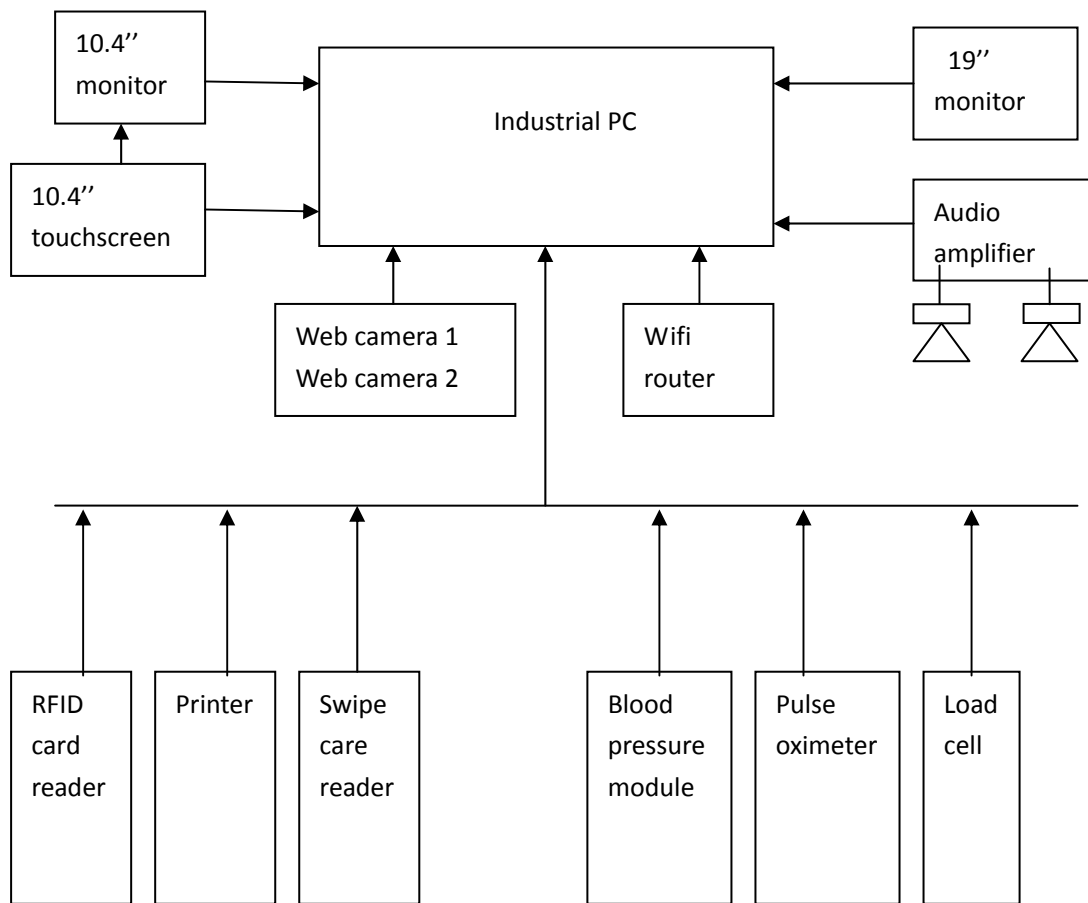 10.4’’
monitor
Industrial PC
19’’
monitor
10.4’’
touchscreen
Audio
amplifier
Web camera 1
Web camera 2
Wifi
router
RFID
card
reader
Printer
Swipe
care
reader
Blood
pressure
module
Pulse
oximeter
Load
cell